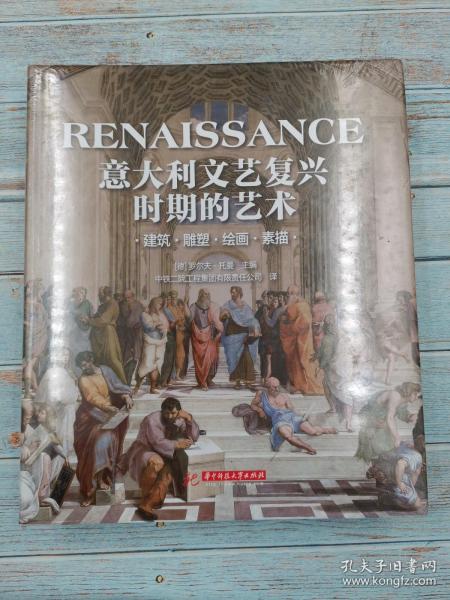 RENAISSANCE
意大利文艺复兴
时期的艺术
·建筑·雕塑·绘画·素描·
[德]罗尔夫·托曼 主编
中铁二院工程集团有限责任公司 译
华中科技大学出版社
孔夫子旧书网
www.kongfz.com